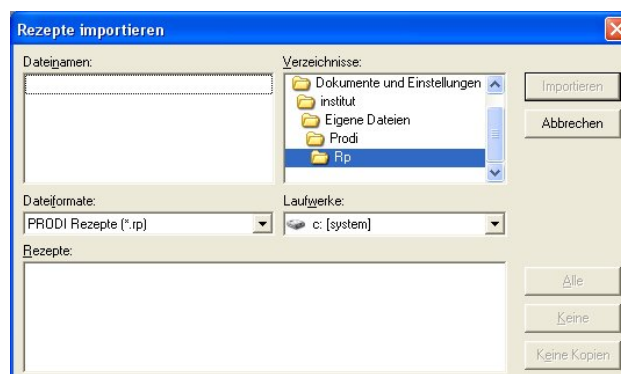 Rezepte importieren
Dateinamen:
Verzeichnisse:
Dokumente und Einstellungen
institut
Eigene Dateien
Prodi
Rp
Importieren
Abbrechen
Dateiformate:
PRODI Rezepte (*.rp)
Laufwerke:
c: [system]
Rezepte:
Alle
Keine
Keine Kopien